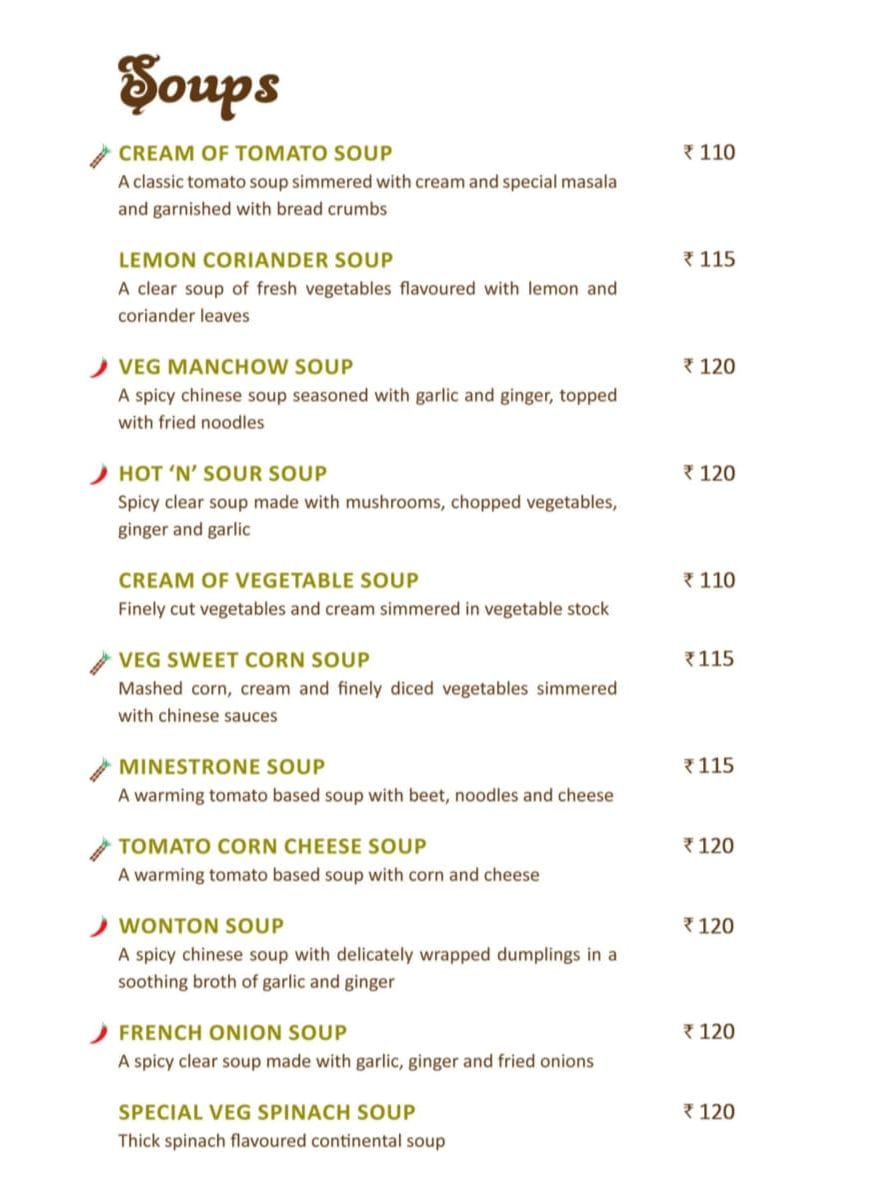 Soups
CREAM OF TOMATO SOUP ₹ 110
A classic tomato soup simmered with cream and special masala
and garnished with bread crumbs
LEMON CORIANDER SOUP ₹ 115
A clear soup of fresh vegetables flavoured with lemon and
coriander leaves
VEG MANCHOW SOUP ₹ 120
A spicy chinese soup seasoned with garlic and ginger, topped
with fried noodles
HOT ‘N’ SOUR SOUP ₹ 120
Spicy clear soup made with mushrooms, chopped vegetables,
ginger and garlic
CREAM OF VEGETABLE SOUP ₹ 110
Finely cut vegetables and cream simmered in vegetable stock
VEG SWEET CORN SOUP ₹ 115
Mashed corn, cream and finely diced vegetables simmered
with chinese sauces
MINESTRONE SOUP ₹ 115
A warming tomato based soup with beet, noodles and cheese
TOMATO CORN CHEESE SOUP ₹ 120
A warming tomato based soup with corn and cheese
WONTON SOUP ₹ 120
A spicy chinese soup with delicately wrapped dumplings in a
soothing broth of garlic and ginger
FRENCH ONION SOUP ₹ 120
A spicy clear soup made with garlic, ginger and fried onions
SPECIAL VEG SPINACH SOUP ₹ 120
Thick spinach flavoured continental soup